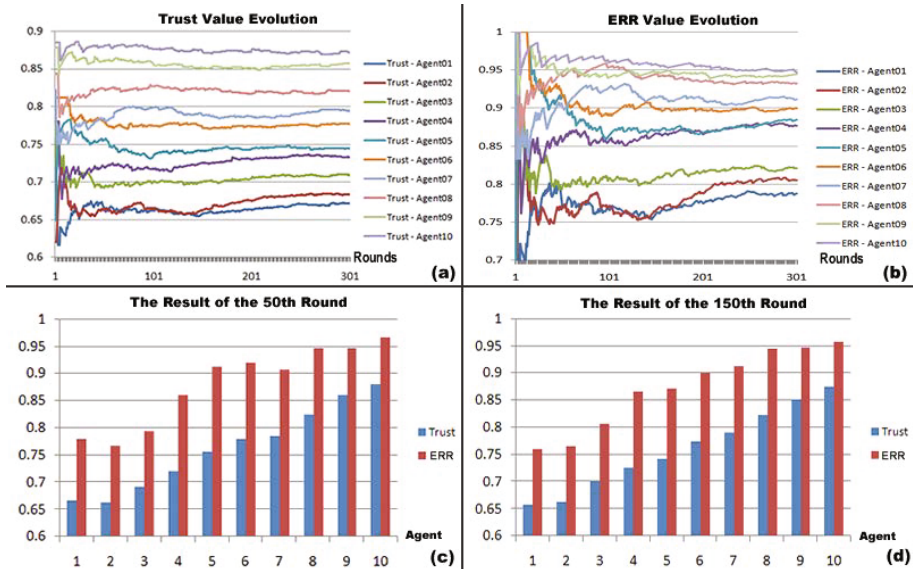 Trust Value Evolution
0.9
0.85
0.8
0.75
0.7
0.65
0.6
1
101
201
301
Rounds
(a)
Trust - Agent01
Trust - Agent02
Trust - Agent03
Trust - Agent04
Trust - Agent05
Trust - Agent06
Trust - Agent07
Trust - Agent08
Trust - Agent09
Trust - Agent10
ERR Value Evolution
1
0.95
0.9
0.85
0.8
0.75
0.7
1
101
201
301
Rounds
(b)
ERR - Agent01
ERR - Agent02
ERR - Agent03
ERR - Agent04
ERR - Agent05
ERR - Agent06
ERR - Agent07
ERR - Agent08
ERR - Agent09
ERR - Agent10
The Result of the 50th Round
1
0.95
0.9
0.85
0.8
0.75
0.7
0.65
0.6
1 2 3 4 5 6 7 8 9 10
Agent
(c)
Trust
ERR
The Result of the 150th Round
1
0.95
0.9
0.85
0.8
0.75
0.7
0.65
0.6
1 2 3 4 5 6 7 8 9 10
Agent
(d)
Trust
ERR